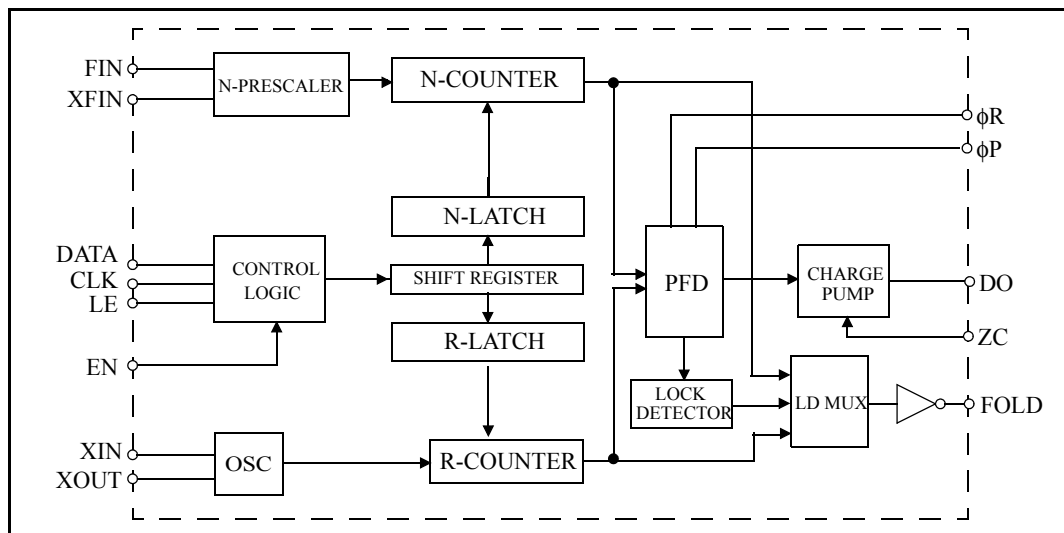 FIN
XFIN
N-PRESCALER
N-COUNTER
ϕR
ϕP
N-LATCH
DATA
CLK
LE
EN
CONTROL
LOGIC
SHIFT REGISTER
R-LATCH
PFD
CHARGE
PUMP
DO
ZC
LOCK
DETECTOR
LD MUX
FOLD
XIN
XOUT
OSC
R-COUNTER